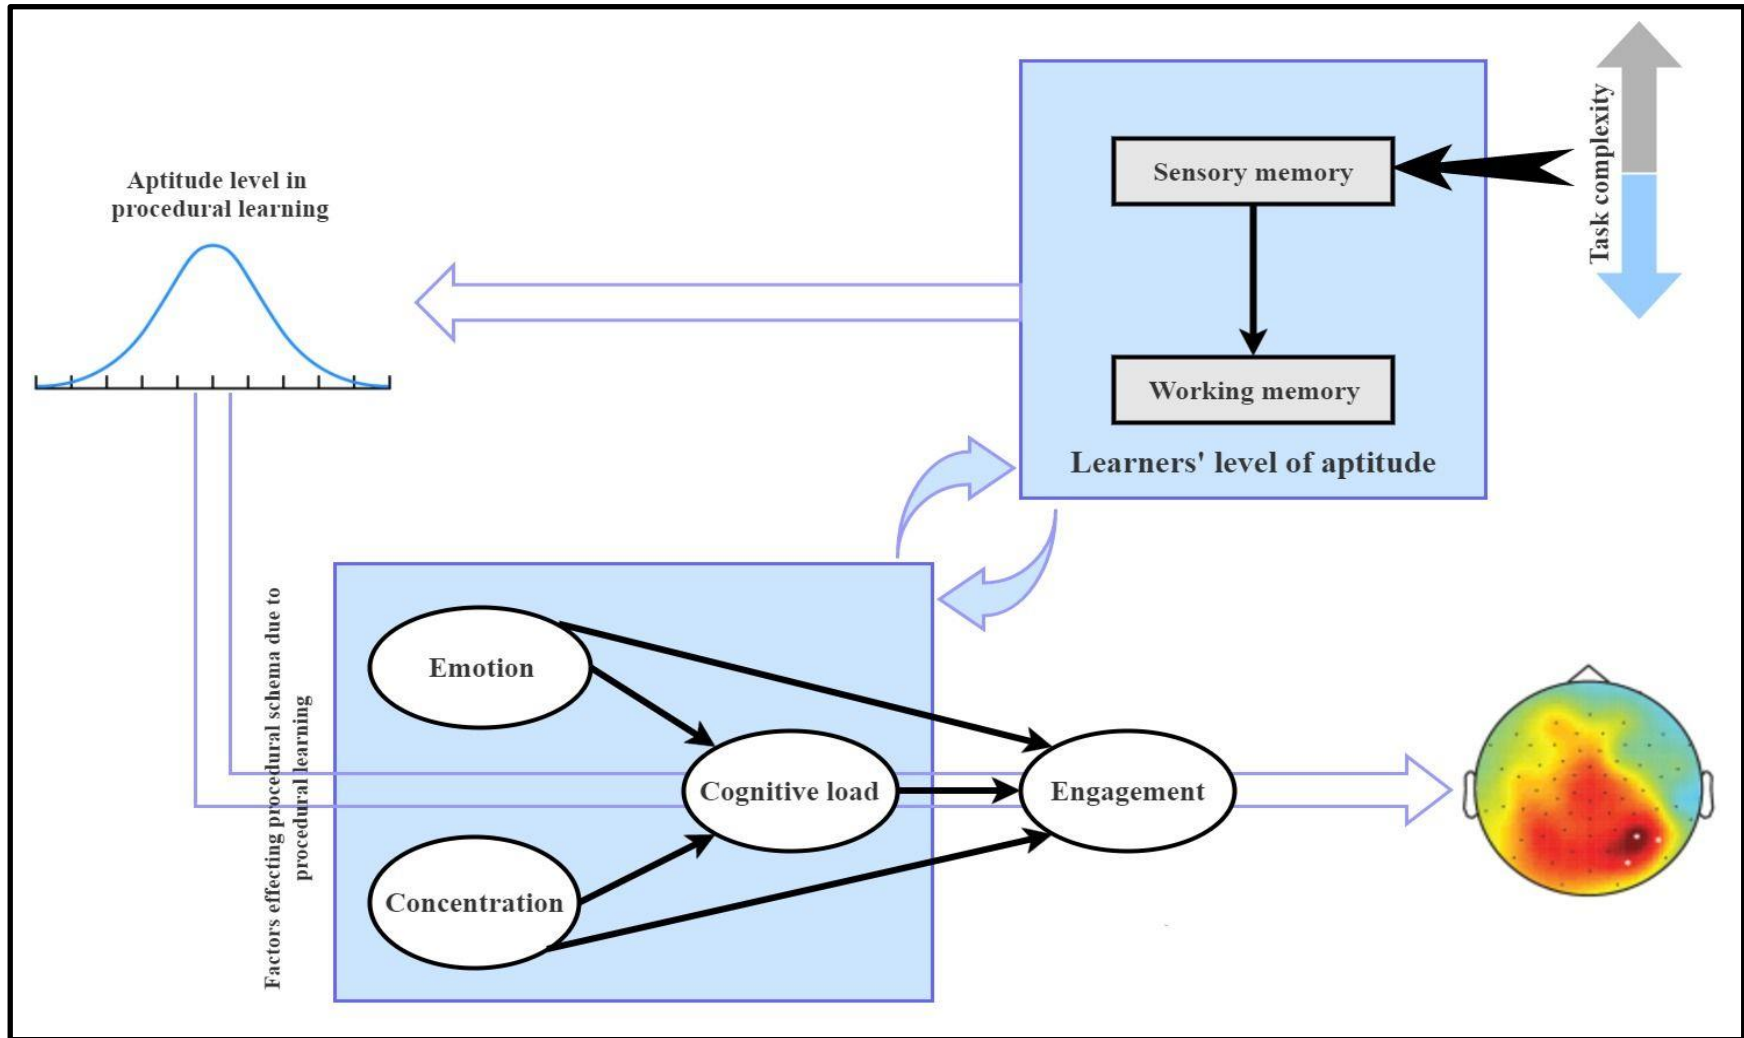 Aptitude level in
procedural learning
Sensory memory
Task complexity
Working memory
Learners' level of aptitude
Factors effecting procedural schema due to
procedural learning
Emotion
Cognitive load
Engagement
Concentration